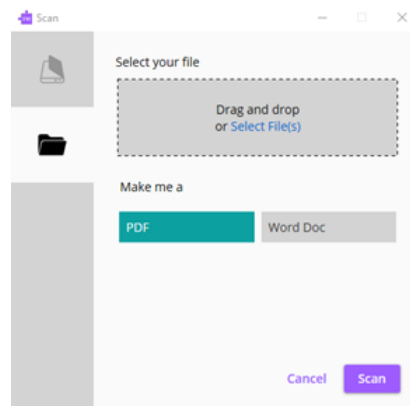 Scan
Select your file
Drag and drop
or Select File(s)
Make me a
PDF
Word Doc
Cancel
Scan